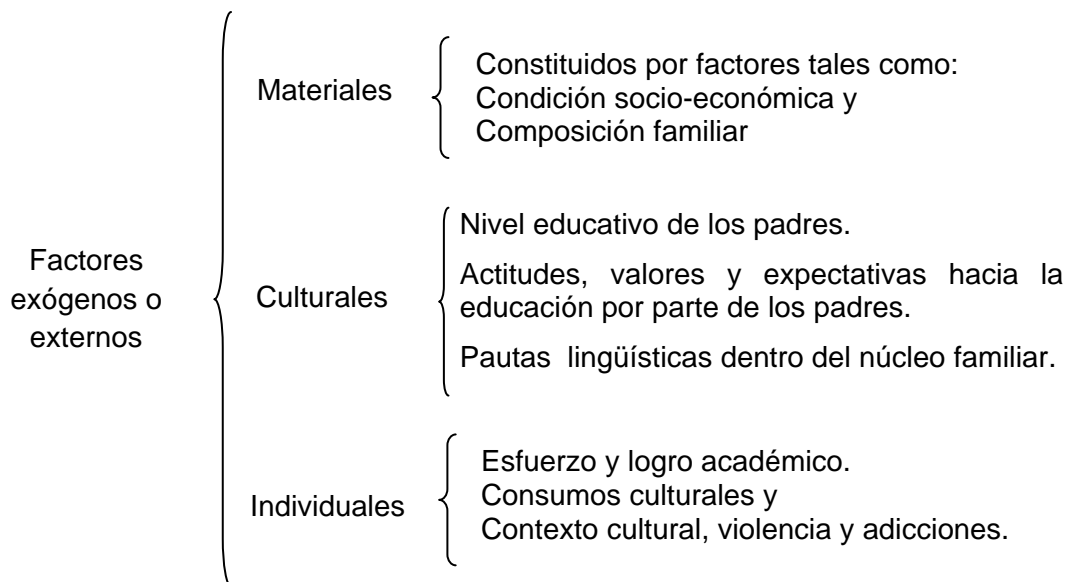 Factores
exógenos o
externos
Materiales
Constituidos por factores tales como:
Condición socio-económica y
Composición familiar
Culturales
Nivel educativo de los padres.
Actitudes, valores y expectativas hacia la
educación por parte de los padres.
Pautas lingüísticas dentro del núcleo familiar.
Individuales
Esfuerzo y logro académico.
Consumos culturales y
Contexto cultural, violencia y adicciones.